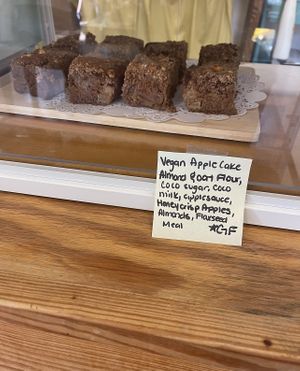 Vegan Apple Cake
Almond & oat Flour,
Coco sugar, coco
milk, applesauce,
Honeycrisp Apples,
Almonds, Flaxseed
Meal *GF